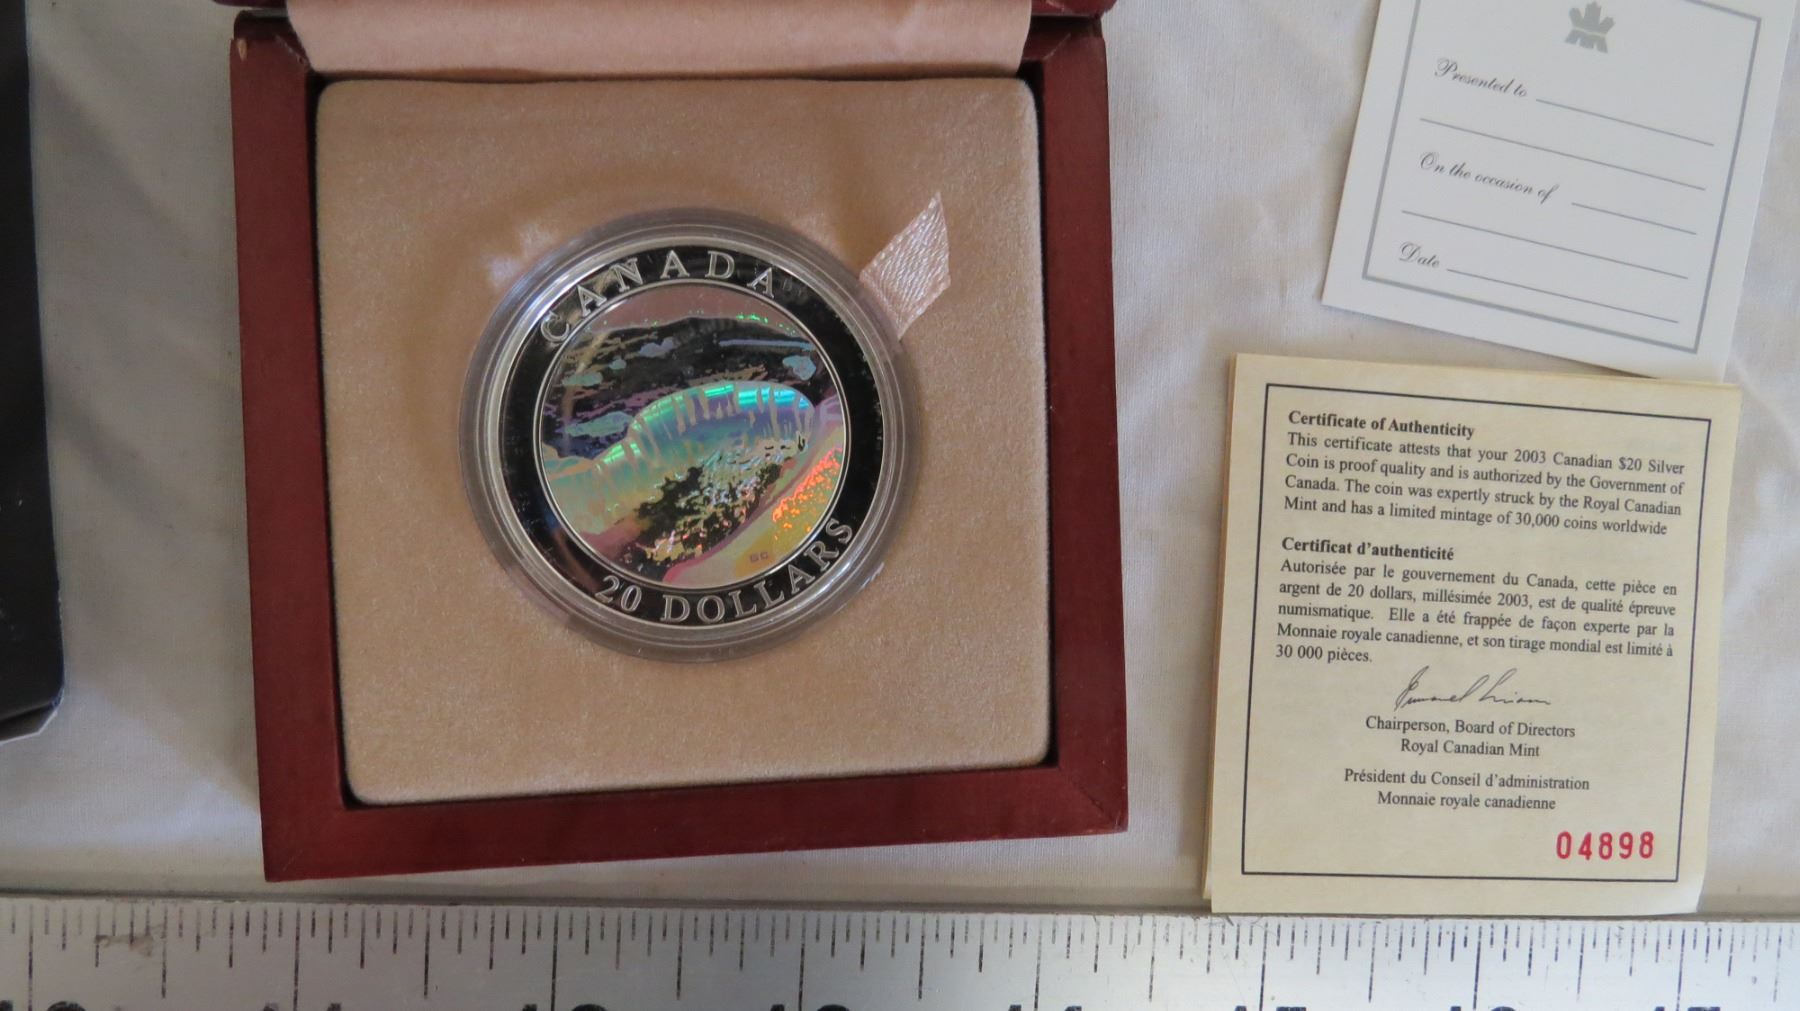 CANADA
20 DOLLARS
GC
Presented to
On the occasion of
Date
Certificate of Authenticity
This certificate attests that your 2003 Canadian $20 Silver
Coin is proof quality and is authorized by the Government of
Canada. The coin was expertly struck by the Royal Canadian
Mint and has a limited mintage of 30,000 coins worldwide
Certificat d'authenticité
Autorisée par le gouvernement du Canada, cette pièce en
argent de 20 dollars, millésimée 2003, est de qualité épreuve
numismatique. Elle a été frappée de façon experte par la
Monnaie royale canadienne, et son tirage mondial est limité à
30 000 pièces.
Chairperson, Board of Directors
Royal Canadian Mint
Président du Conseil d'administration
Monnaie royale canadienne
04898